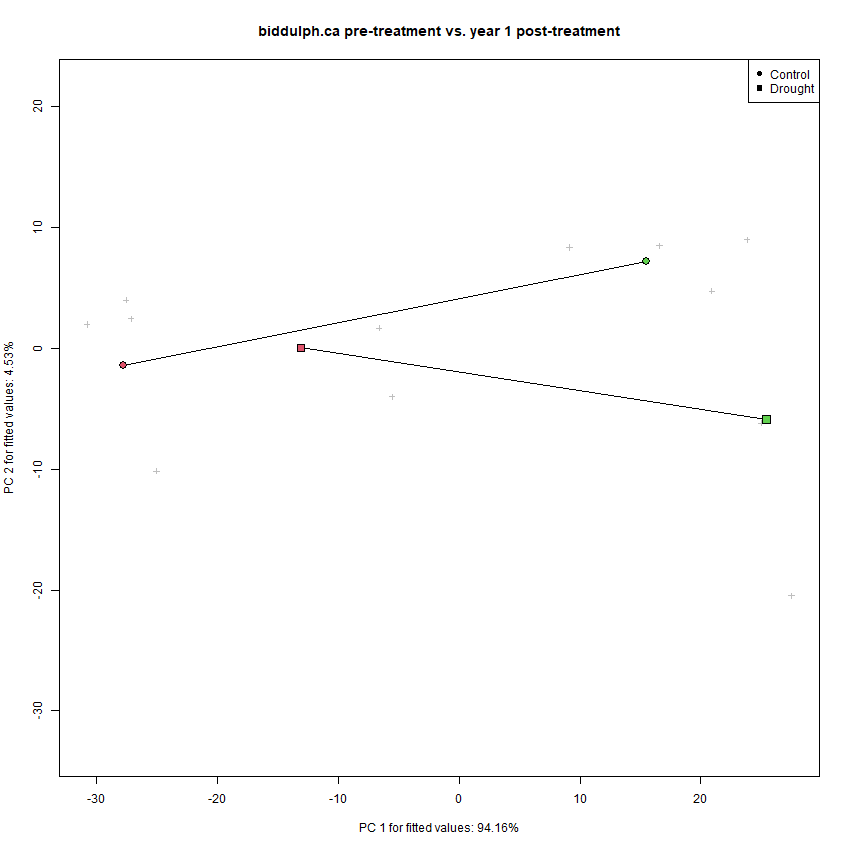 biddulph.ca pre-treatment vs. year 1 post-treatment
Control
Drought
20
10
0
-10
-20
-30
PC 2 for fitted values: 4.53%
-30
-20
-10
0
10
20
PC 1 for fitted values: 94.16%